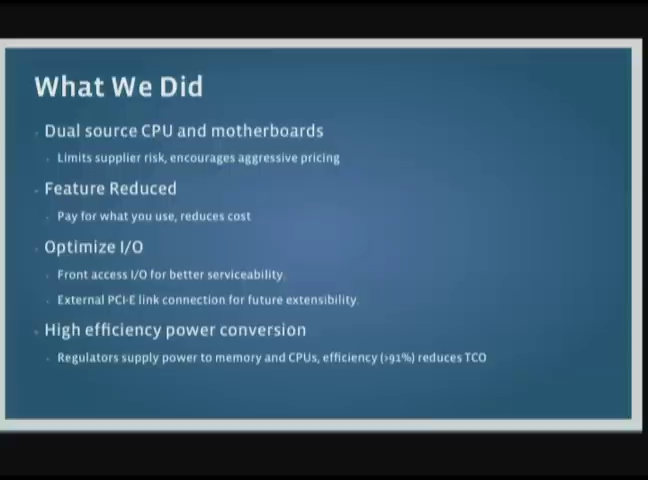 What We Did
Dual source CPU and motherboards
Limits supplier risk, encourages aggressive pricing
Feature Reduced
Pay for what you use, reduces cost
Optimize I/O
Front access I/O for better serviceability
External PCI-E link connection for future extensibility
High efficiency power conversion
Regulators supply power to memory and CPUs, efficiency (>91%) reduces TCO